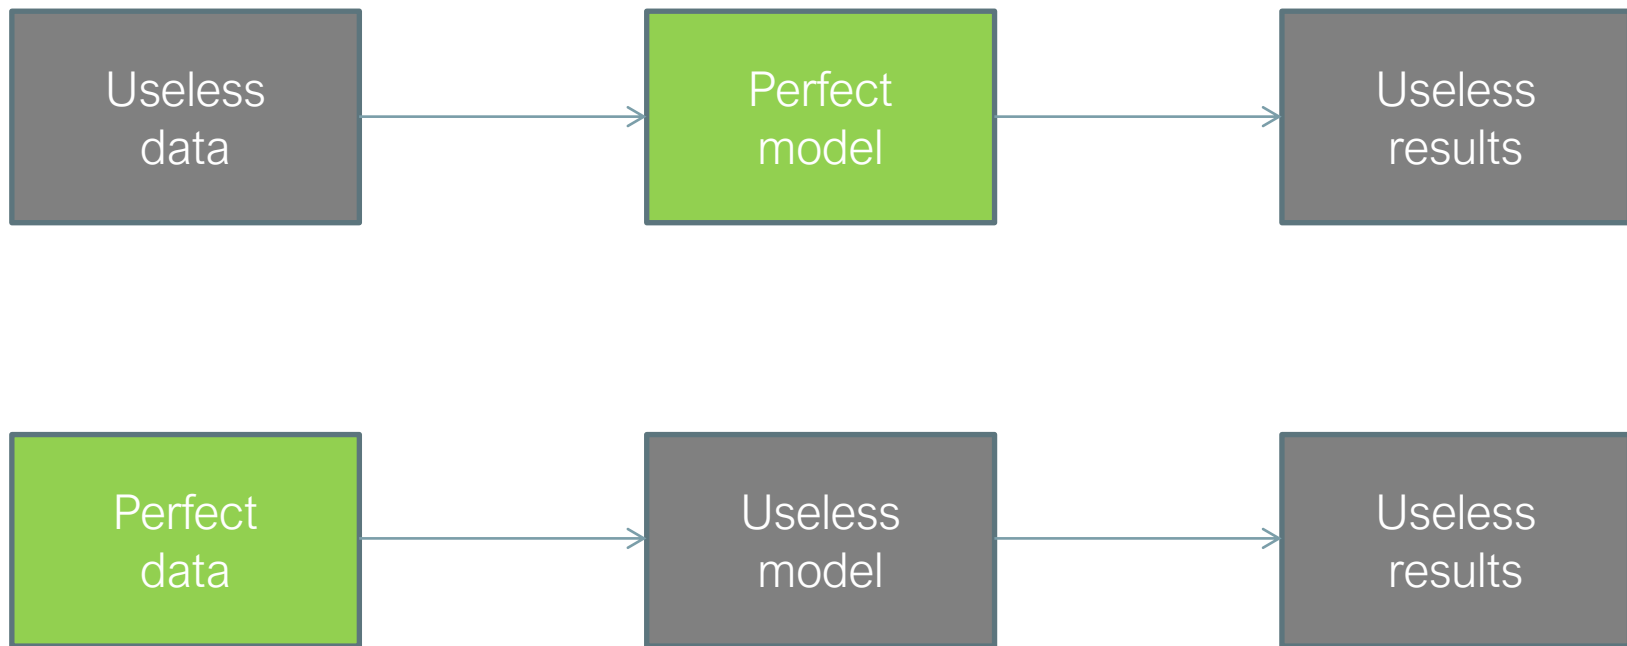 Useless
data
Perfect
model
Useless
results
Perfect
data
Useless
model
Useless
results